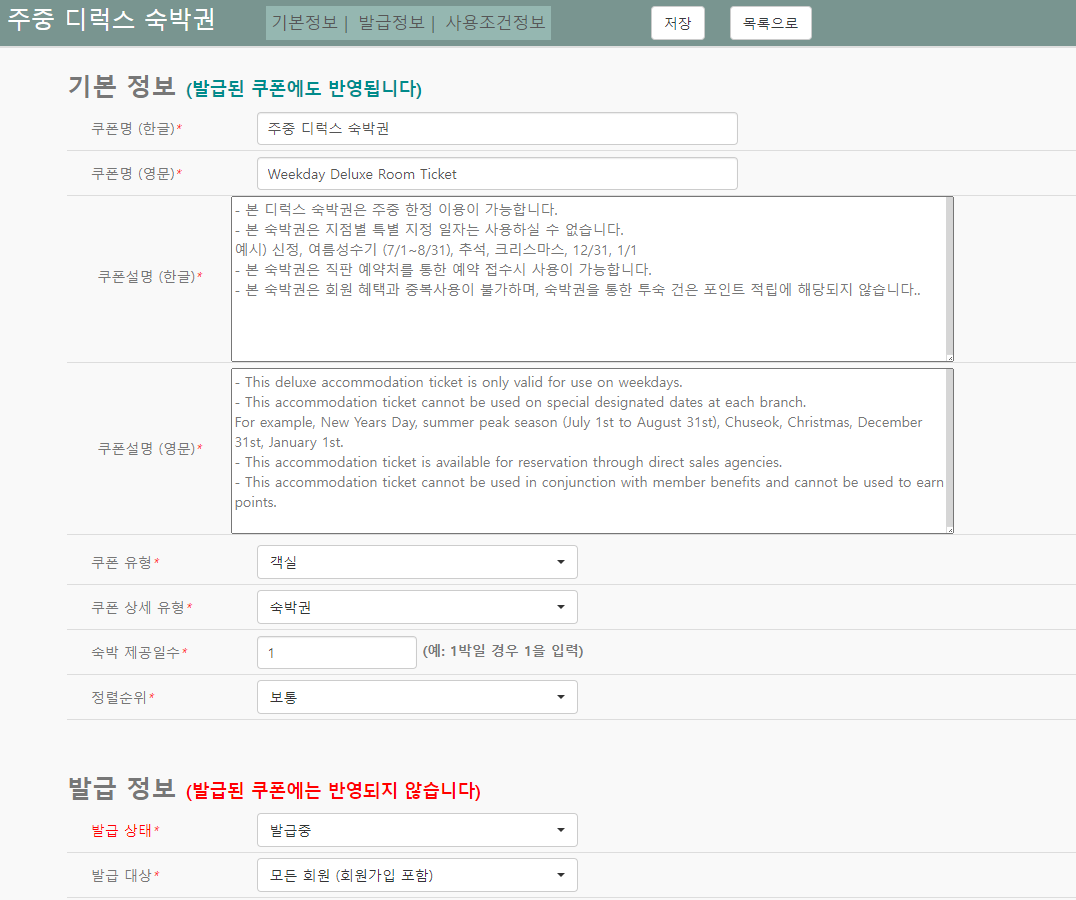 주중 디럭스 숙박권
기본정보 | 발급정보 | 사용조건정보
저장
목록으로
기본 정보 (발급된 쿠폰에도 반영됩니다)
쿠폰명 (한글)*
주중 디럭스 숙박권
쿠폰명 (영문)*
Weekday Deluxe Room Ticket
쿠폰설명 (한글)*
- 본 디럭스 숙박권은 주중 한정 이용이 가능합니다.
- 본 숙박권은 지점별 특별 지정 일자는 사용하실 수 없습니다.
예시) 신정, 여름성수기 (7/1~8/31), 추석, 크리스마스, 12/31, 1/1
- 본 숙박권은 직판 예약처를 통한 예약 접수시 사용이 가능합니다.
- 본 숙박권은 회원 혜택과 중복사용이 불가하며, 숙박권을 통한 투숙 건은 포인트 적립에 해당되지 않습니다..
쿠폰설명 (영문)*
- This deluxe accommodation ticket is only valid for use on weekdays.
- This accommodation ticket cannot be used on special designated dates at each branch.
For example, New Years Day, summer peak season (July 1st to August 31st), Chuseok, Christmas, December
31st, January 1st.
- This accommodation ticket is available for reservation through direct sales agencies.
- This accommodation ticket cannot be used in conjunction with member benefits and cannot be used to earn
points.
쿠폰 유형*
객실
쿠폰 상세 유형*
숙박권
숙박 제공일수*
1
(예: 1박일 경우 1을 입력)
정렬순위*
보통
발급 정보 (발급된 쿠폰에는 반영되지 않습니다)
발급 상태*
발급중
발급 대상*
모든 회원 (회원가입 포함)